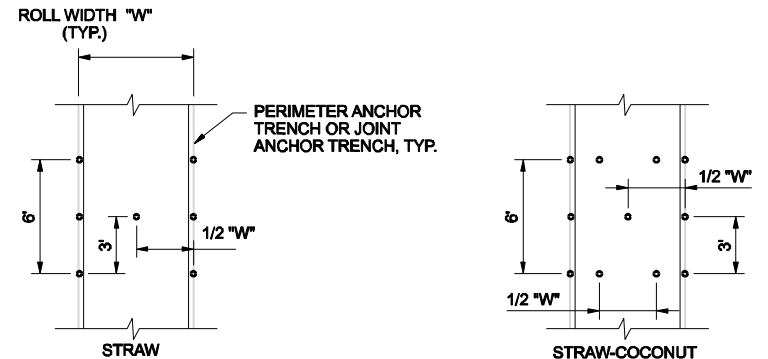 ROLL WIDTH "W"
(TYP.)
PERIMETER ANCHOR
TRENCH OR JOINT
ANCHOR TRENCH, TYP.
6'
3'
1/2 "W"
STRAW
6'
1/2 "W"
3'
1/2 "W"
STRAW-COCONUT